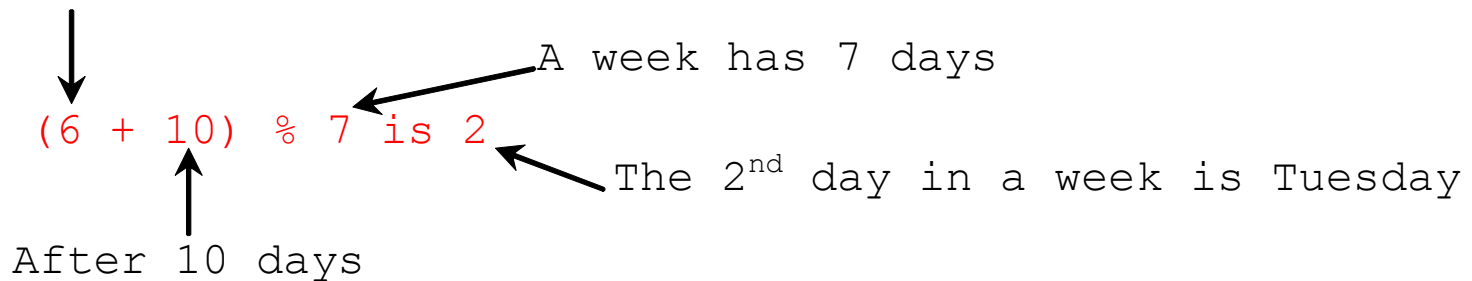 A week has 7 days
(6 + 10) % 7 is 2
The 2nd day in a week is Tuesday
After 10 days